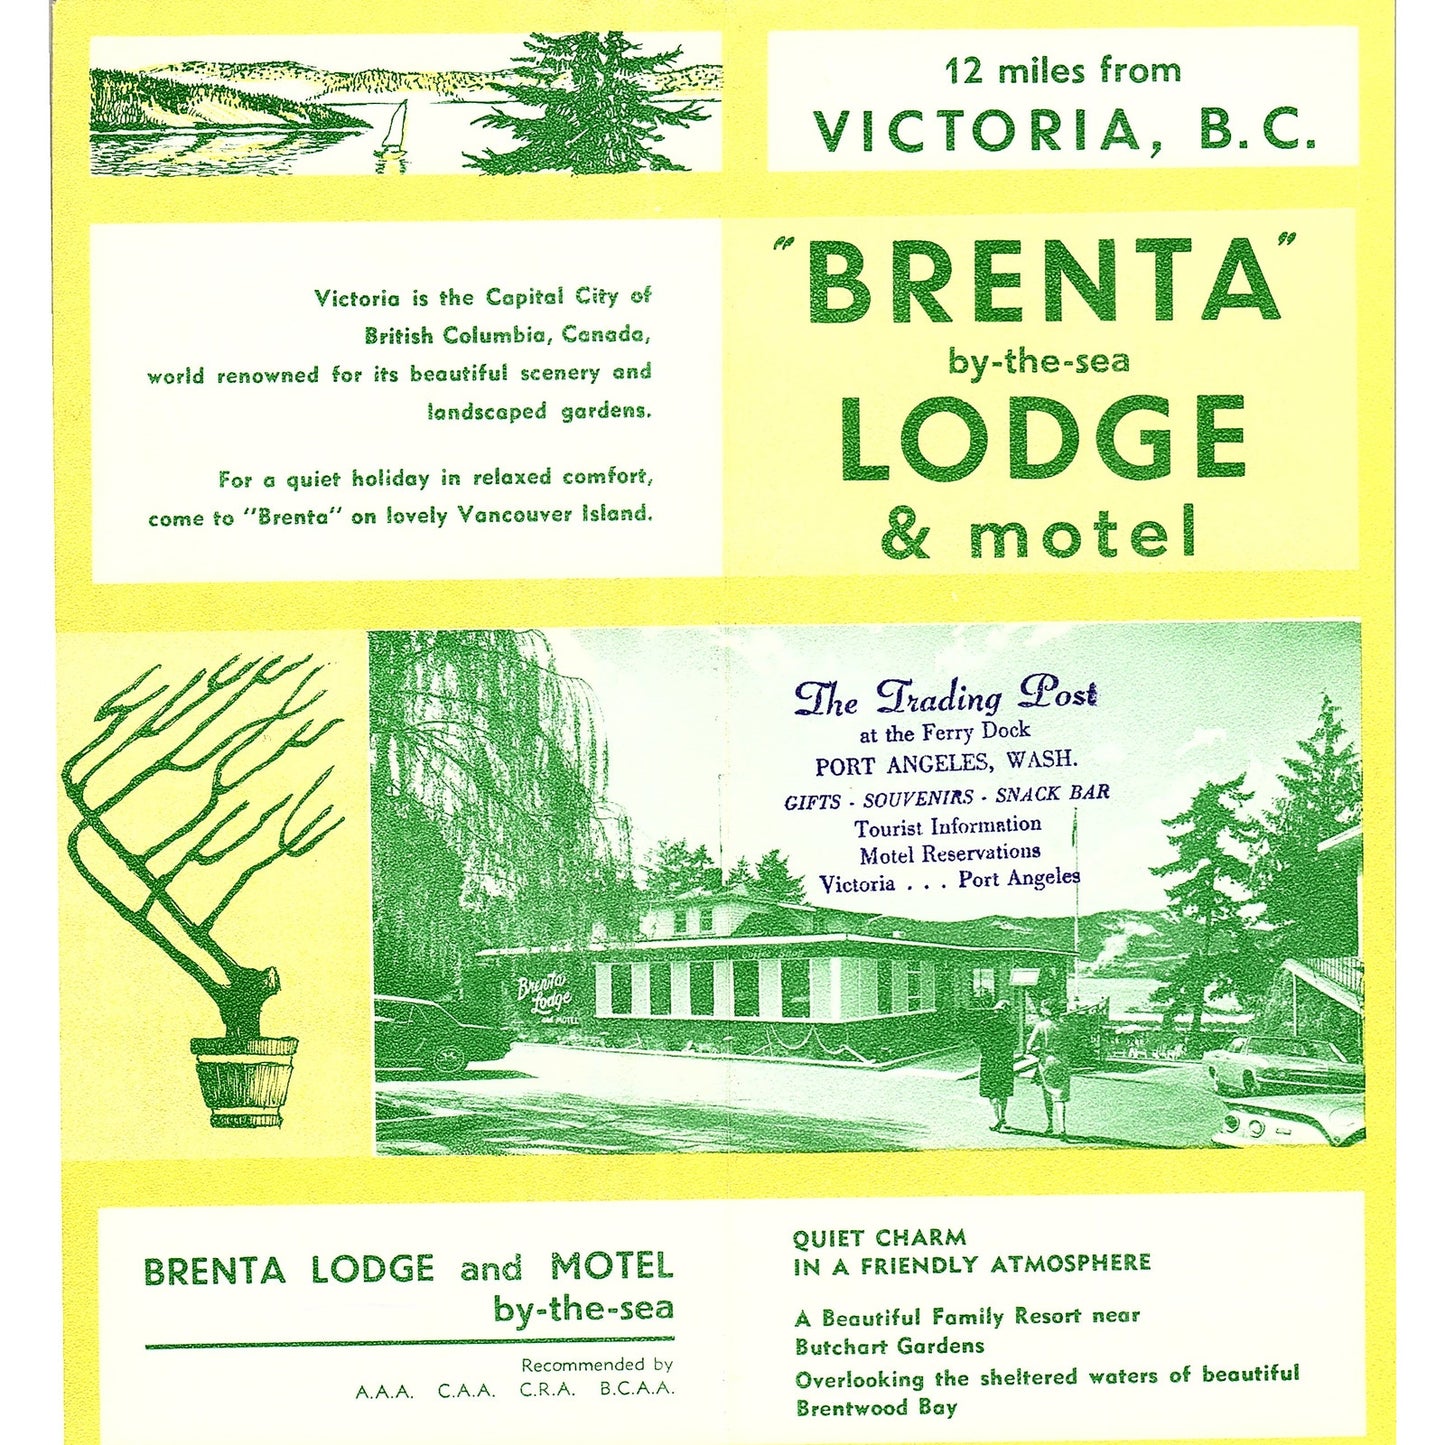 12 miles from
VICTORIA, B.C.
Victoria is the Capital City of
British Columbia, Canada,
world renowned for its beautiful scenery and
landscaped gardens.
For a quiet holiday in relaxed comfort,
come to "Brenta" on lovely Vancouver Island.
"BRENTA"
by-the-sea
LODGE
& motel
The Trading Post
at the Ferry Dock
PORT ANGELES, WASH.
GIFTS - SOUVENIRS - SNACK BAR
Tourist Information
Motel Reservations
Victoria . . . Port Angeles
Brenta
Lodge
and MOTEL
BRENTA LODGE and MOTEL
by-the-sea
Recommended by
A.A.A. C.A.A. C.R.A. B.C.A.A.
QUIET CHARM
IN A FRIENDLY ATMOSPHERE
A Beautiful Family Resort near
Butchart Gardens
Overlooking the sheltered waters of beautiful
Brentwood Bay